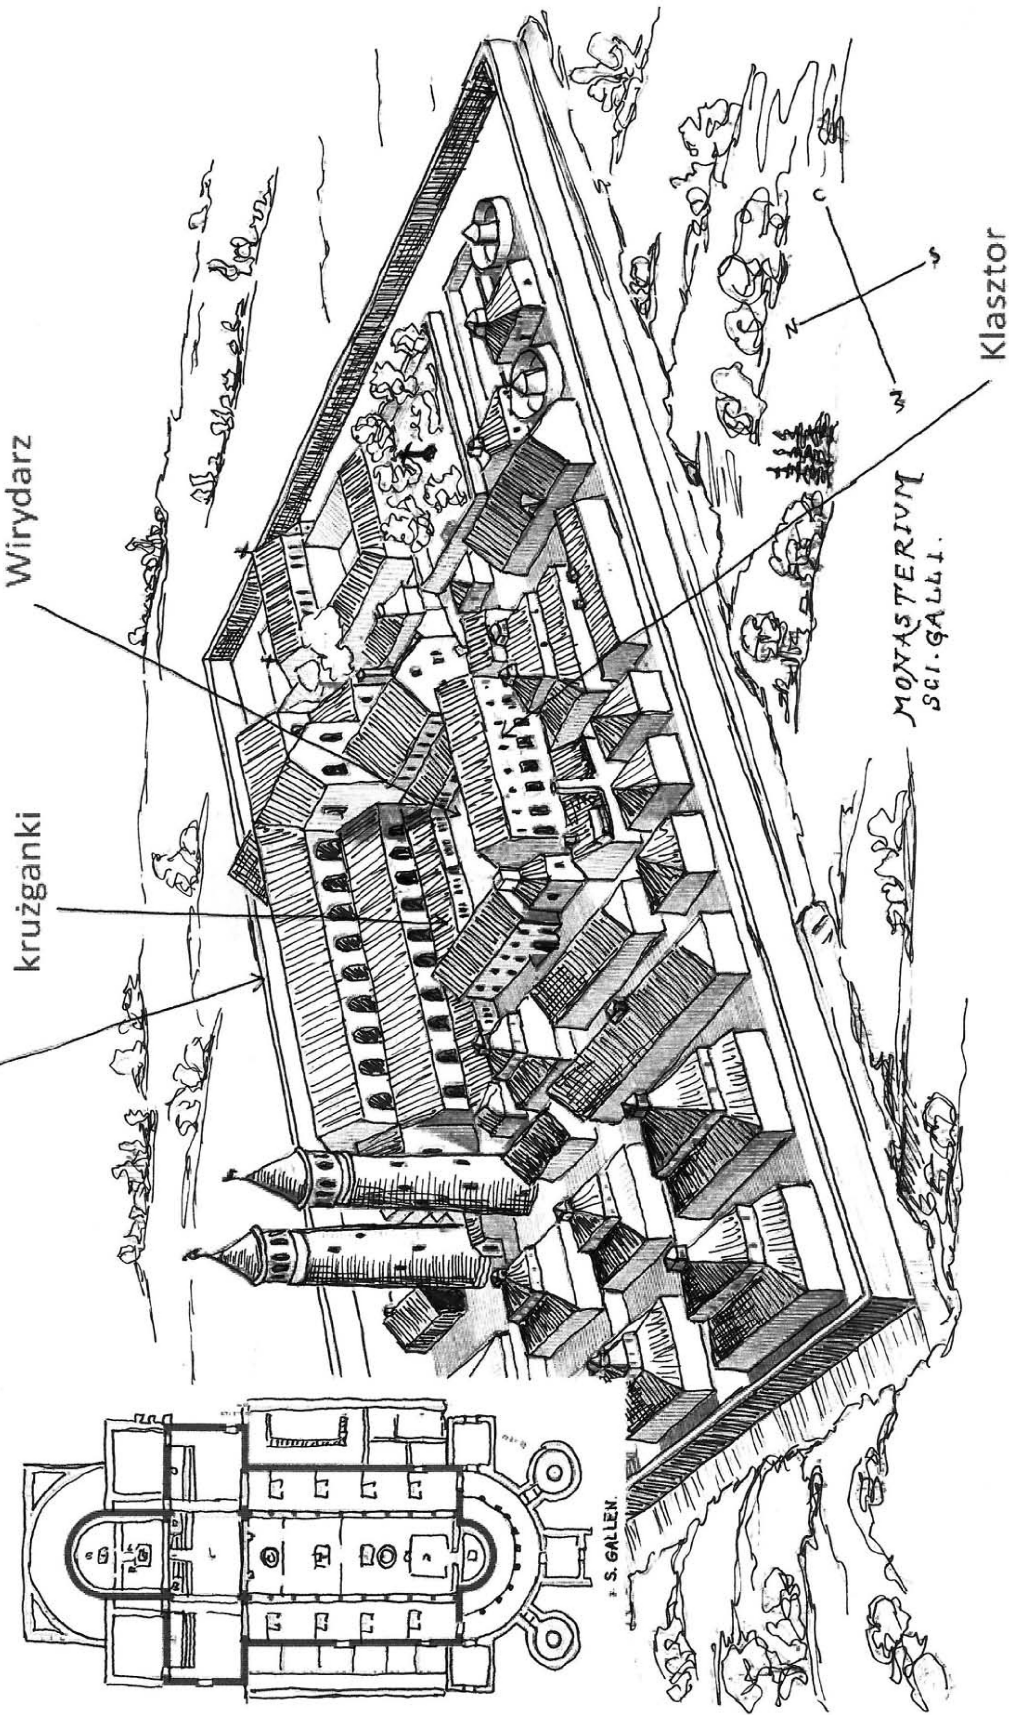 Wirydarz
krużganki
Klasztor
N
S
MONASTERIVM
SCI.GALLI.
S. GALLEN.